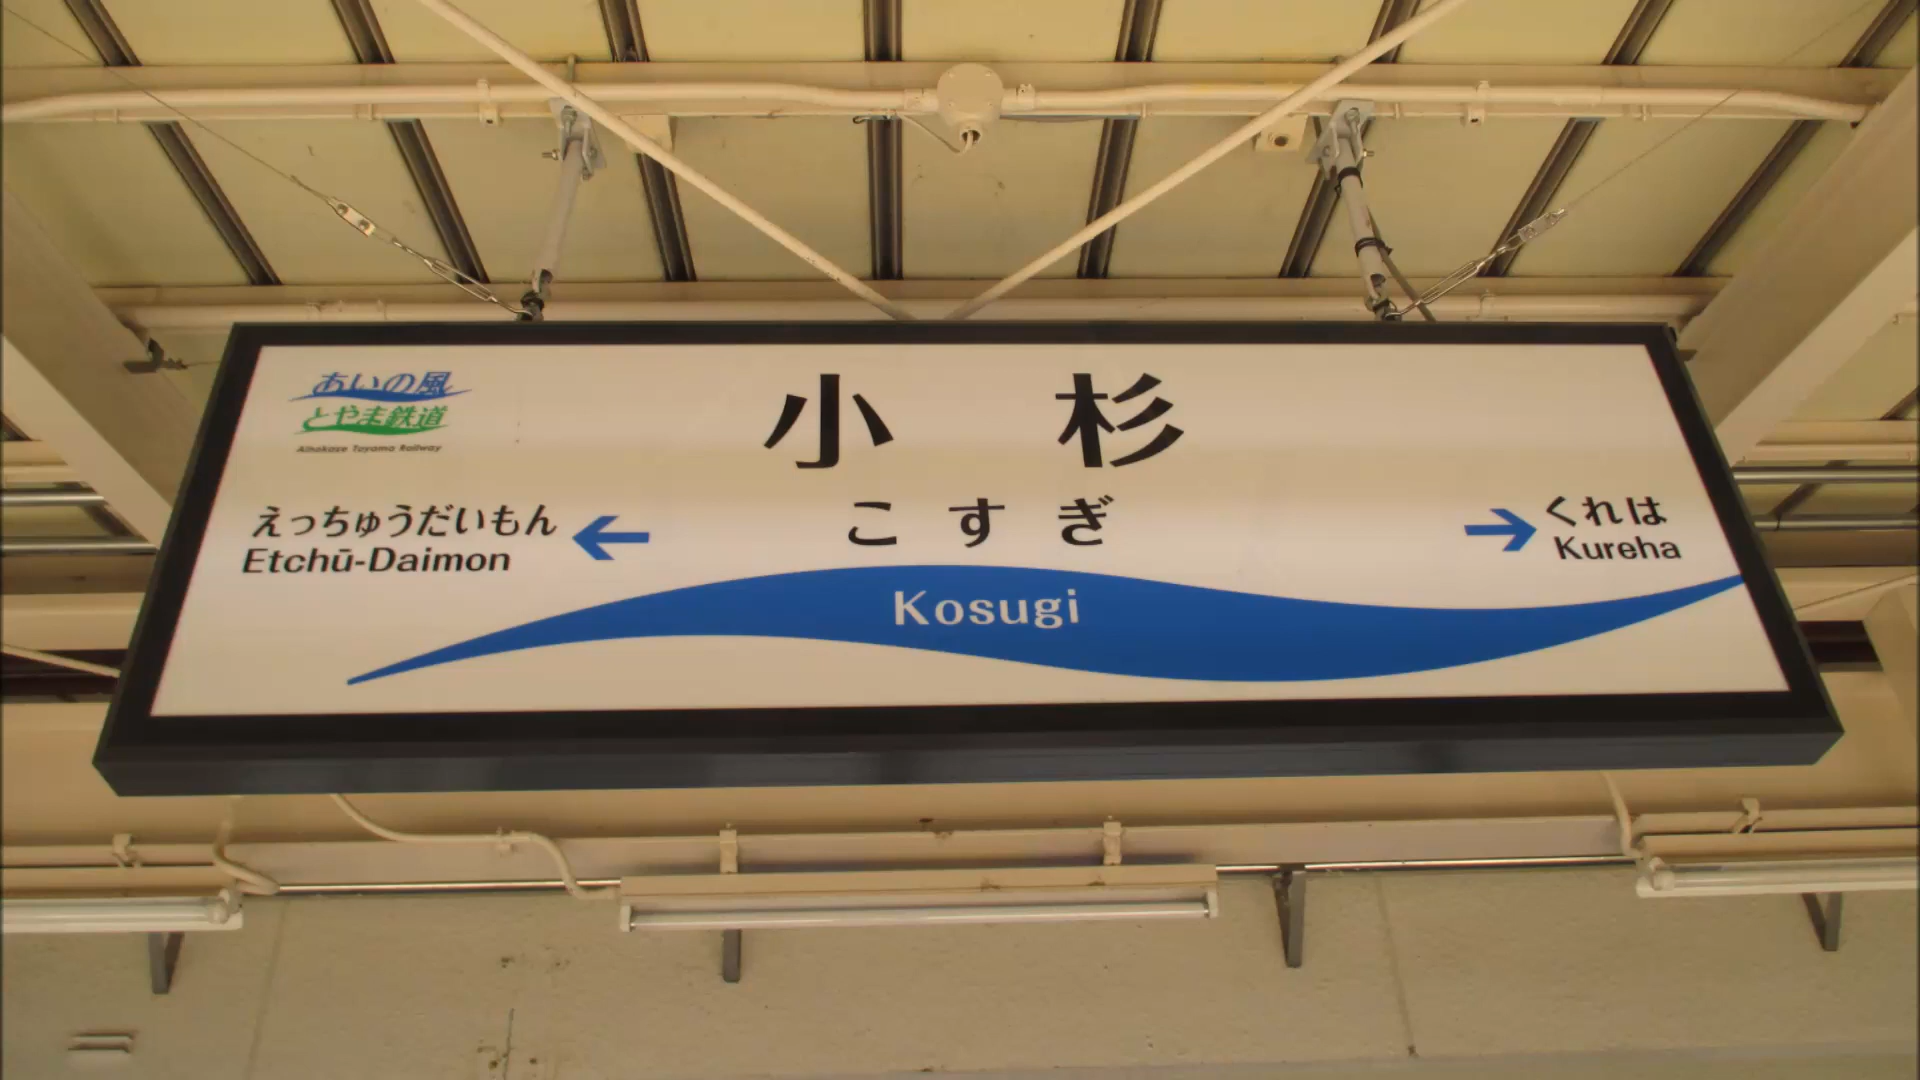 あいの風
とやま鉄道
Ainokaze Toyama Railway
小杉
こすぎ
Kosugi
えっちゅうだいもん
Etchū-Daimon
くれは
Kureha